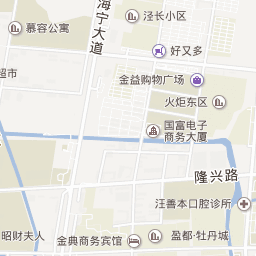 泾长小区
慕容公寓
海宁大道
好又多
超市
金益购物广场
火炬东区
国富电子
商务大厦
隆兴路
汪善本口腔诊所
昭财夫人
金典商务宾馆
盈都·牡丹城